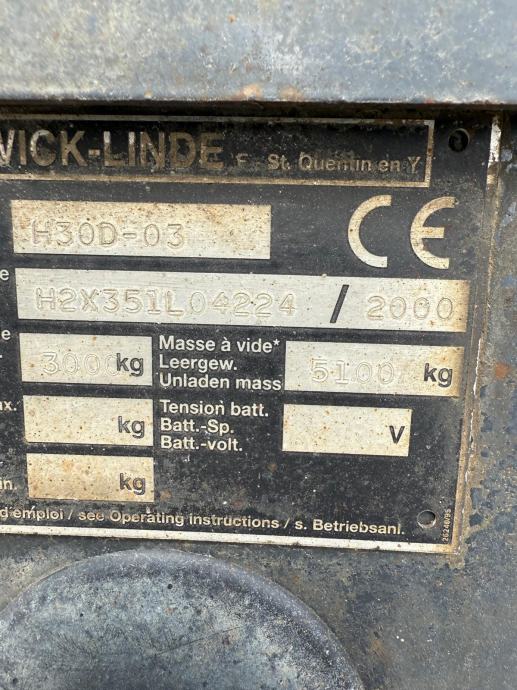 WICK-LINDE F - St. Quentin en Y
H30D-03
CE
H2X351L04224 / 2000
3000 kg
Masse à vide*
Leergew.
Unladen mass
5100 kg
kg
Tension batt.
Batt.-Sp.
Batt.-volt.
V
kg
d'emploi / see Operating instructions / s. Betriebsanl.